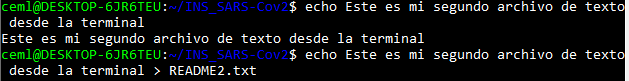 ceml@DESKTOP-6JR6TEU:~/INS_SARS-Cov2$ echo Este es mi segundo archivo de texto
desde la terminal
Este es mi segundo archivo de texto desde la terminal
ceml@DESKTOP-6JR6TEU:~/INS_SARS-Cov2$ echo Este es mi segundo archivo de texto
desde la terminal > README2.txt